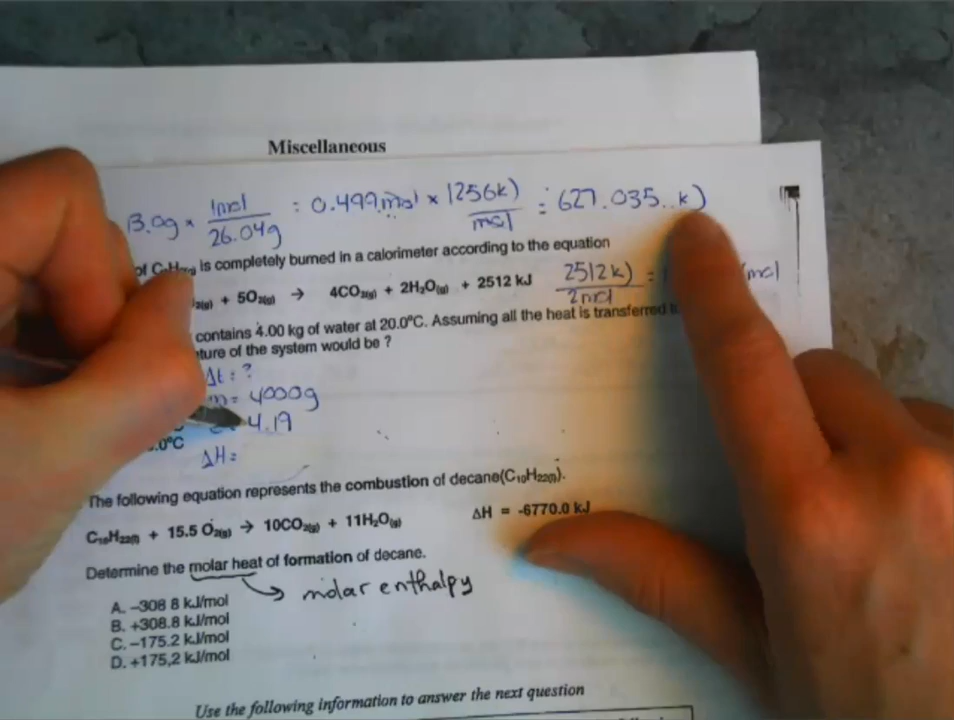 Miscellaneous
13.0g × 1mol/26.04g = 0.499mol × 1256kJ/mol = 627.035..kJ
of C₂H₂₍g₎ is completely burned in a calorimeter according to the equation
₂₍g₎ + 5O₂₍g₎ → 4CO₂₍g₎ + 2H₂O₍g₎ + 2512 kJ 2512kJ/2mol = /mol
contains 4.00 kg of water at 20.0°C. Assuming all the heat is transferred
ture of the system would be ?
Δt = ?
m = 4000g
4.19
.0°C
ΔH =
The following equation represents the combustion of decane(C₁₀H₂₂₍l₎).
C₁₀H₂₂₍l₎ + 15.5 O₂₍g₎ → 10CO₂₍g₎ + 11H₂O₍g₎ ΔH = -6770.0 kJ
Determine the molar heat of formation of decane.
→ molar enthalpy
A. –308 8 kJ/mol
B. +308.8 kJ/mol
C. –175.2 kJ/mol
D. +175,2 kJ/mol
Use the following information to answer the next question